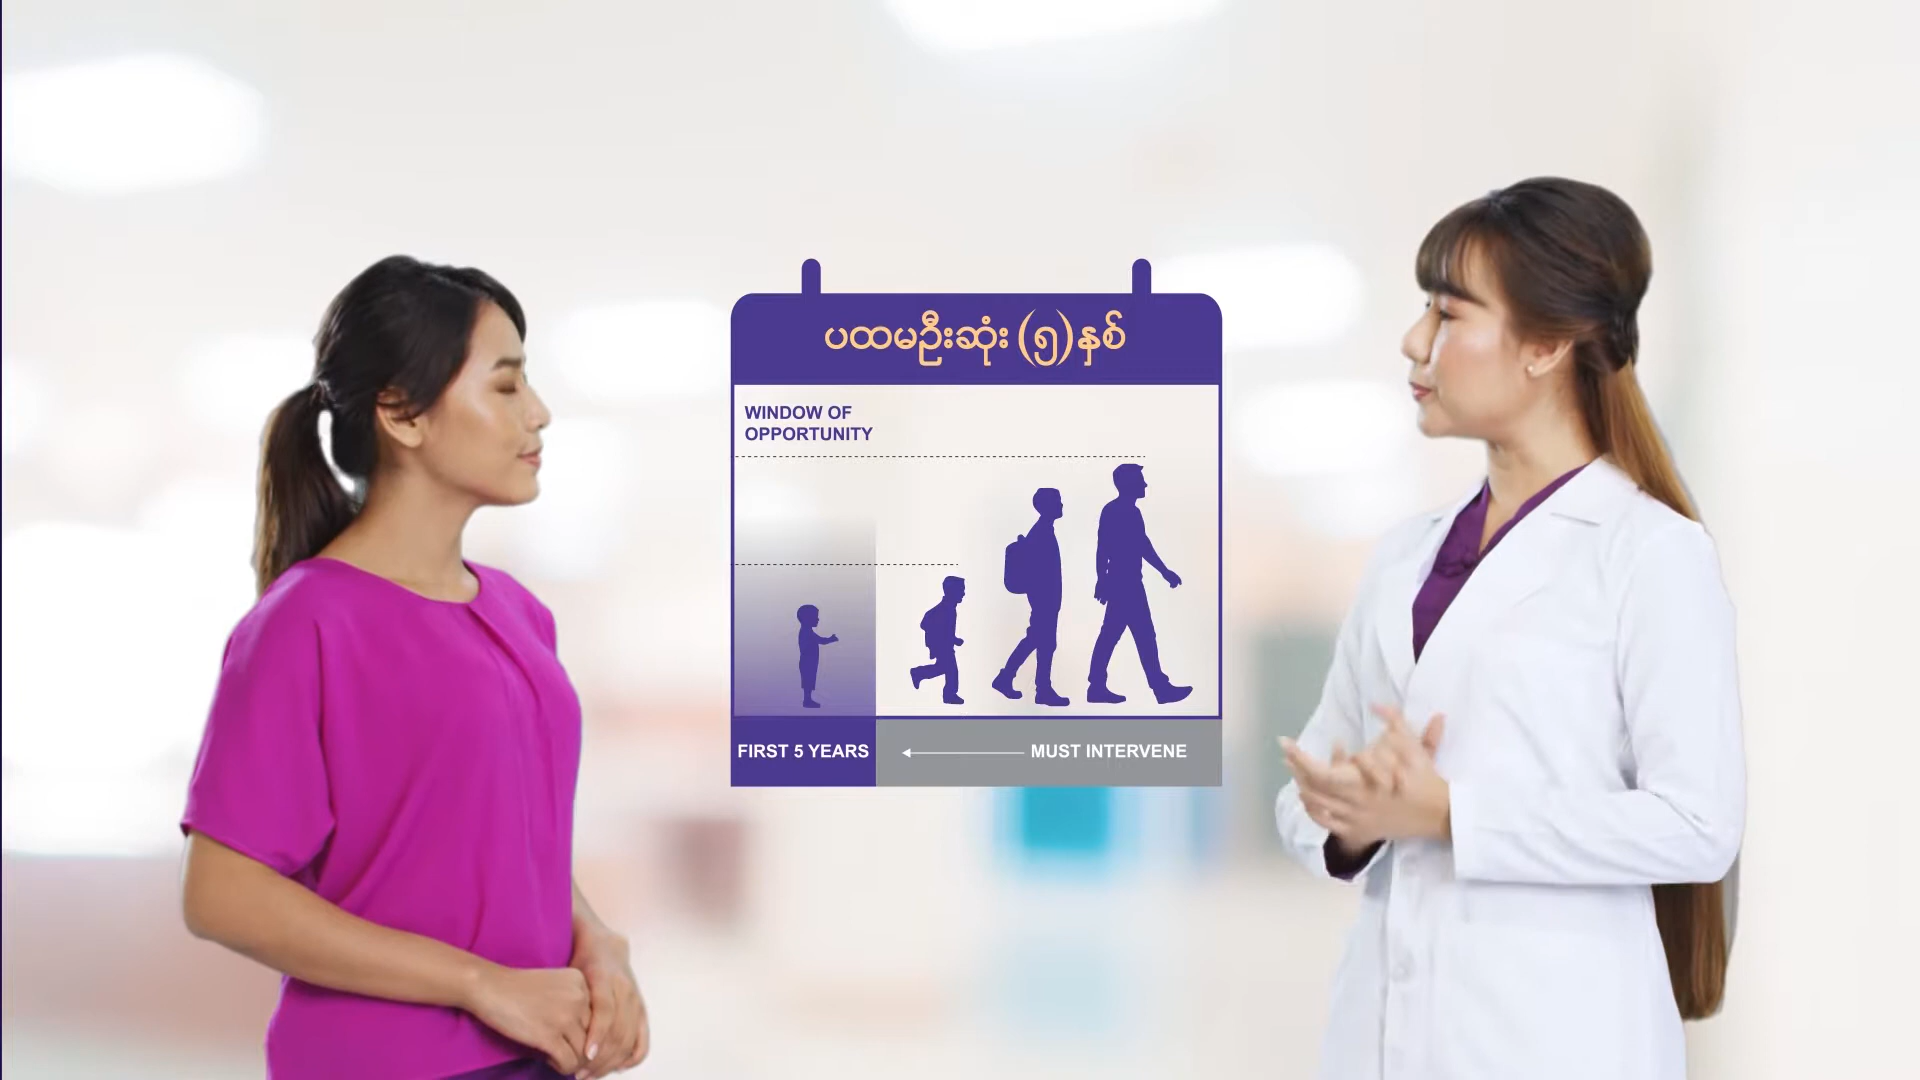 ပထမဦးဆုံး (၅) နှစ်
WINDOW OF
OPPORTUNITY
FIRST 5 YEARS
MUST INTERVENE